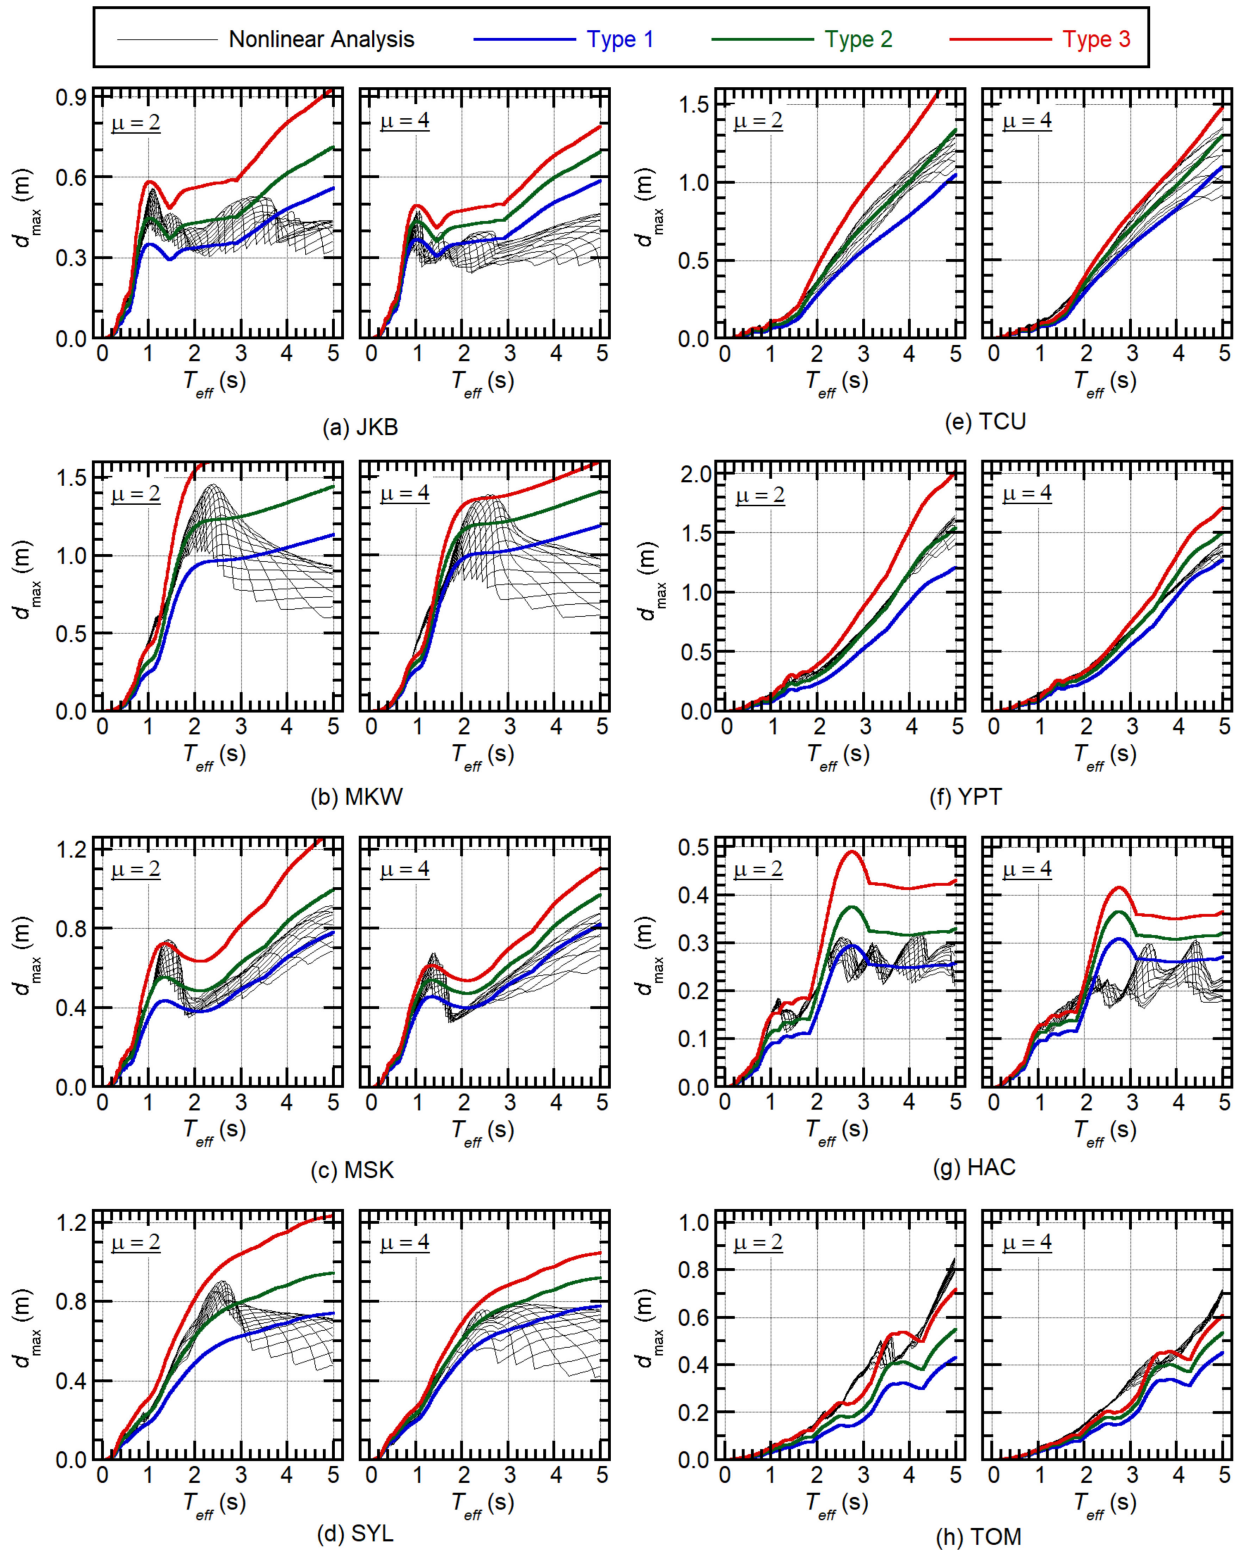 Nonlinear Analysis Type 1 Type 2 Type 3
0.9 0.6 0.3 0.0
d max (m)
μ = 2
0 1 2 3 4 5
T eff (s)
μ = 4
0 1 2 3 4 5
T eff (s)
(a) JKB
1.5 1.0 0.5 0.0
d max (m)
μ = 2
0 1 2 3 4 5
T eff (s)
μ = 4
0 1 2 3 4 5
T eff (s)
(e) TCU
1.5 1.0 0.5 0.0
d max (m)
μ = 2
0 1 2 3 4 5
T eff (s)
μ = 4
0 1 2 3 4 5
T eff (s)
(b) MKW
2.0 1.5 1.0 0.5 0.0
d max (m)
μ = 2
0 1 2 3 4 5
T eff (s)
μ = 4
0 1 2 3 4 5
T eff (s)
(f) YPT
1.2 0.8 0.4 0.0
d max (m)
μ = 2
0 1 2 3 4 5
T eff (s)
μ = 4
0 1 2 3 4 5
T eff (s)
(c) MSK
0.5 0.4 0.3 0.2 0.1 0.0
d max (m)
μ = 2
0 1 2 3 4 5
T eff (s)
μ = 4
0 1 2 3 4 5
T eff (s)
(g) HAC
1.2 0.8 0.4 0.0
d max (m)
μ = 2
0 1 2 3 4 5
T eff (s)
μ = 4
0 1 2 3 4 5
T eff (s)
(d) SYL
1.0 0.8 0.6 0.4 0.2 0.0
d max (m)
μ = 2
0 1 2 3 4 5
T eff (s)
μ = 4
0 1 2 3 4 5
T eff (s)
(h) TOM